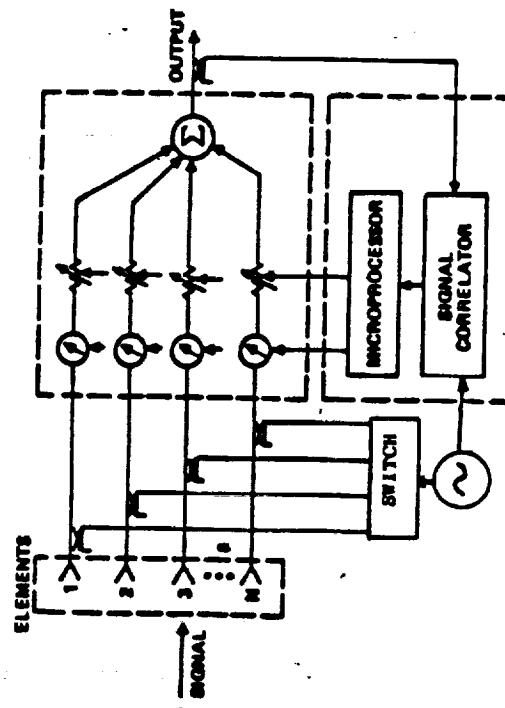 ELEMENTS
SIGNAL
1
2
3
N
SWITCH
MICROPROCESSOR
SIGNAL
CORRELATOR
Σ
OUTPUT